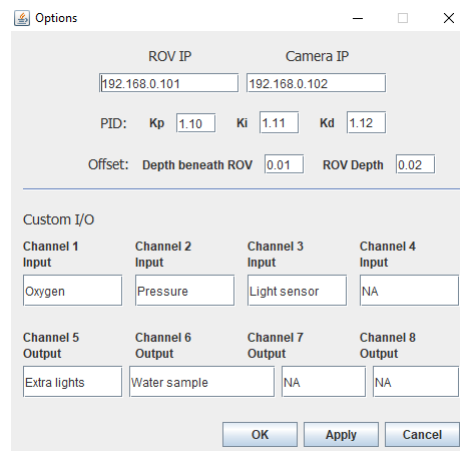 Options
ROV IP Camera IP
192.168.0.101 192.168.0.102
PID: Kp 1.10 Ki 1.11 Kd 1.12
Offset: Depth beneath ROV 0.01 ROV Depth 0.02
Custom I/O
Channel 1 Channel 2 Channel 3 Channel 4
Input Input Input Input
Oxygen Pressure Light sensor NA
Channel 5 Channel 6 Channel 7 Channel 8
Output Output Output Output
Extra lights Water sample NA NA
OK Apply Cancel